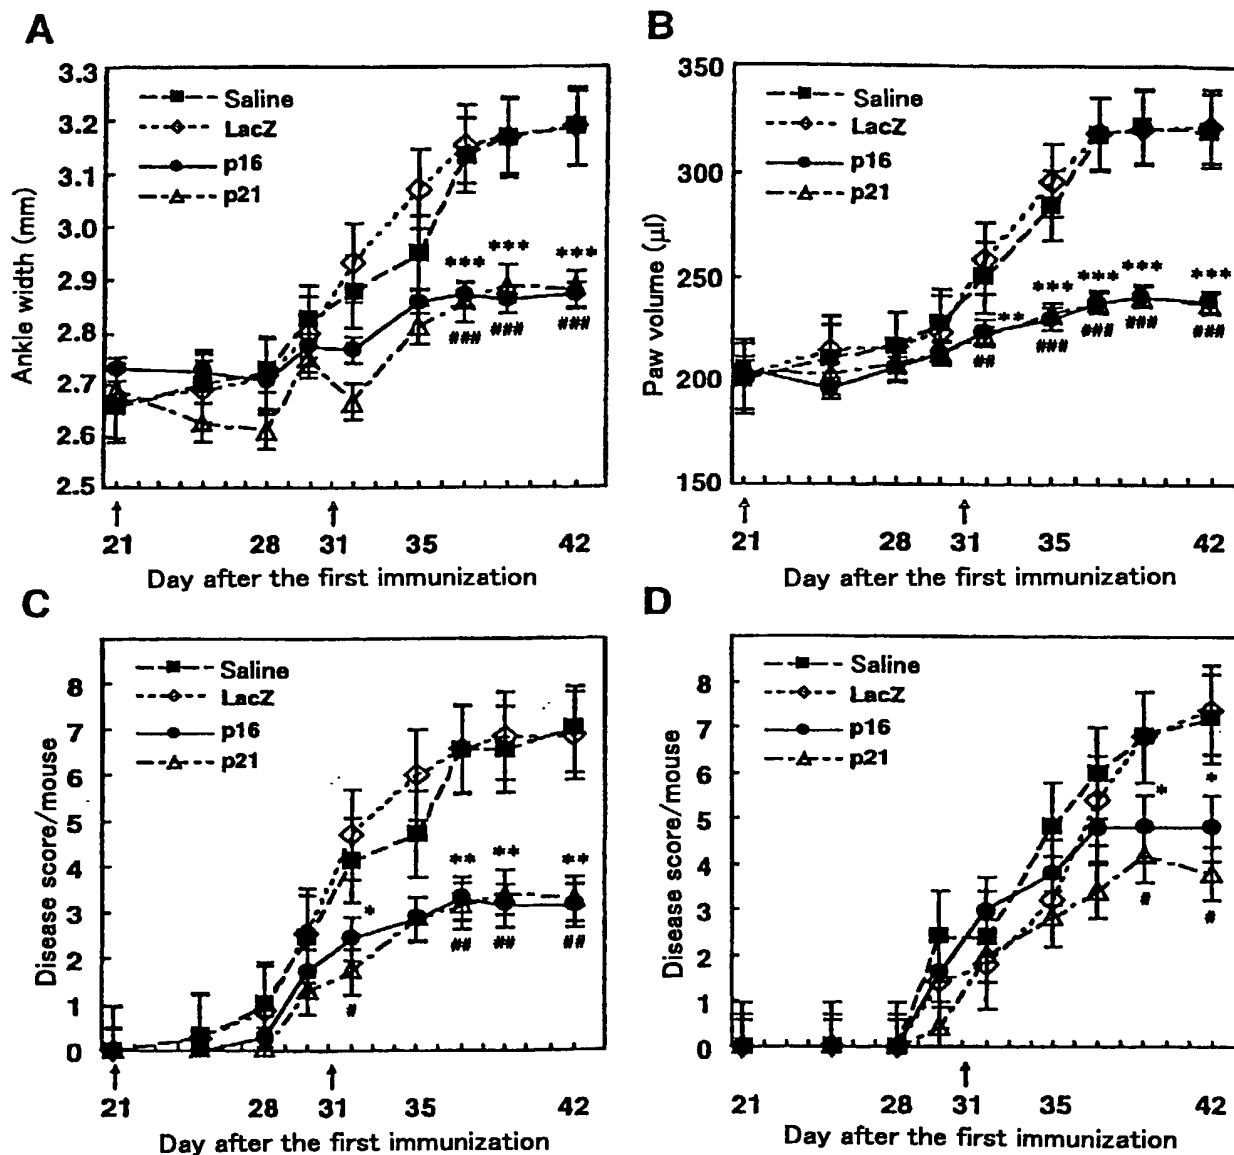 A
3.3
3.2
3.1
3.0
2.9
2.8
2.7
2.6
2.5
Ankle width (mm)
Saline
LacZ
p16
p21
*** *** ***
### ### ###
21 28 31 35 42
Day after the first immunization
B
350
300
250
200
150
Paw volume (µl)
Saline
LacZ
p16
p21
** *** *** *** ***
## ### ### ### ###
21 28 31 35 42
Day after the first immunization
C
8
7
6
5
4
3
2
1
0
Disease score/mouse
Saline
LacZ
p16
p21
* ** ** **
# ## ## ##
21 28 31 35 42
Day after the first immunization
D
8
7
6
5
4
3
2
1
0
Disease score/mouse
Saline
LacZ
p16
p21
* *
# #
21 28 31 35 42
Day after the first immunization